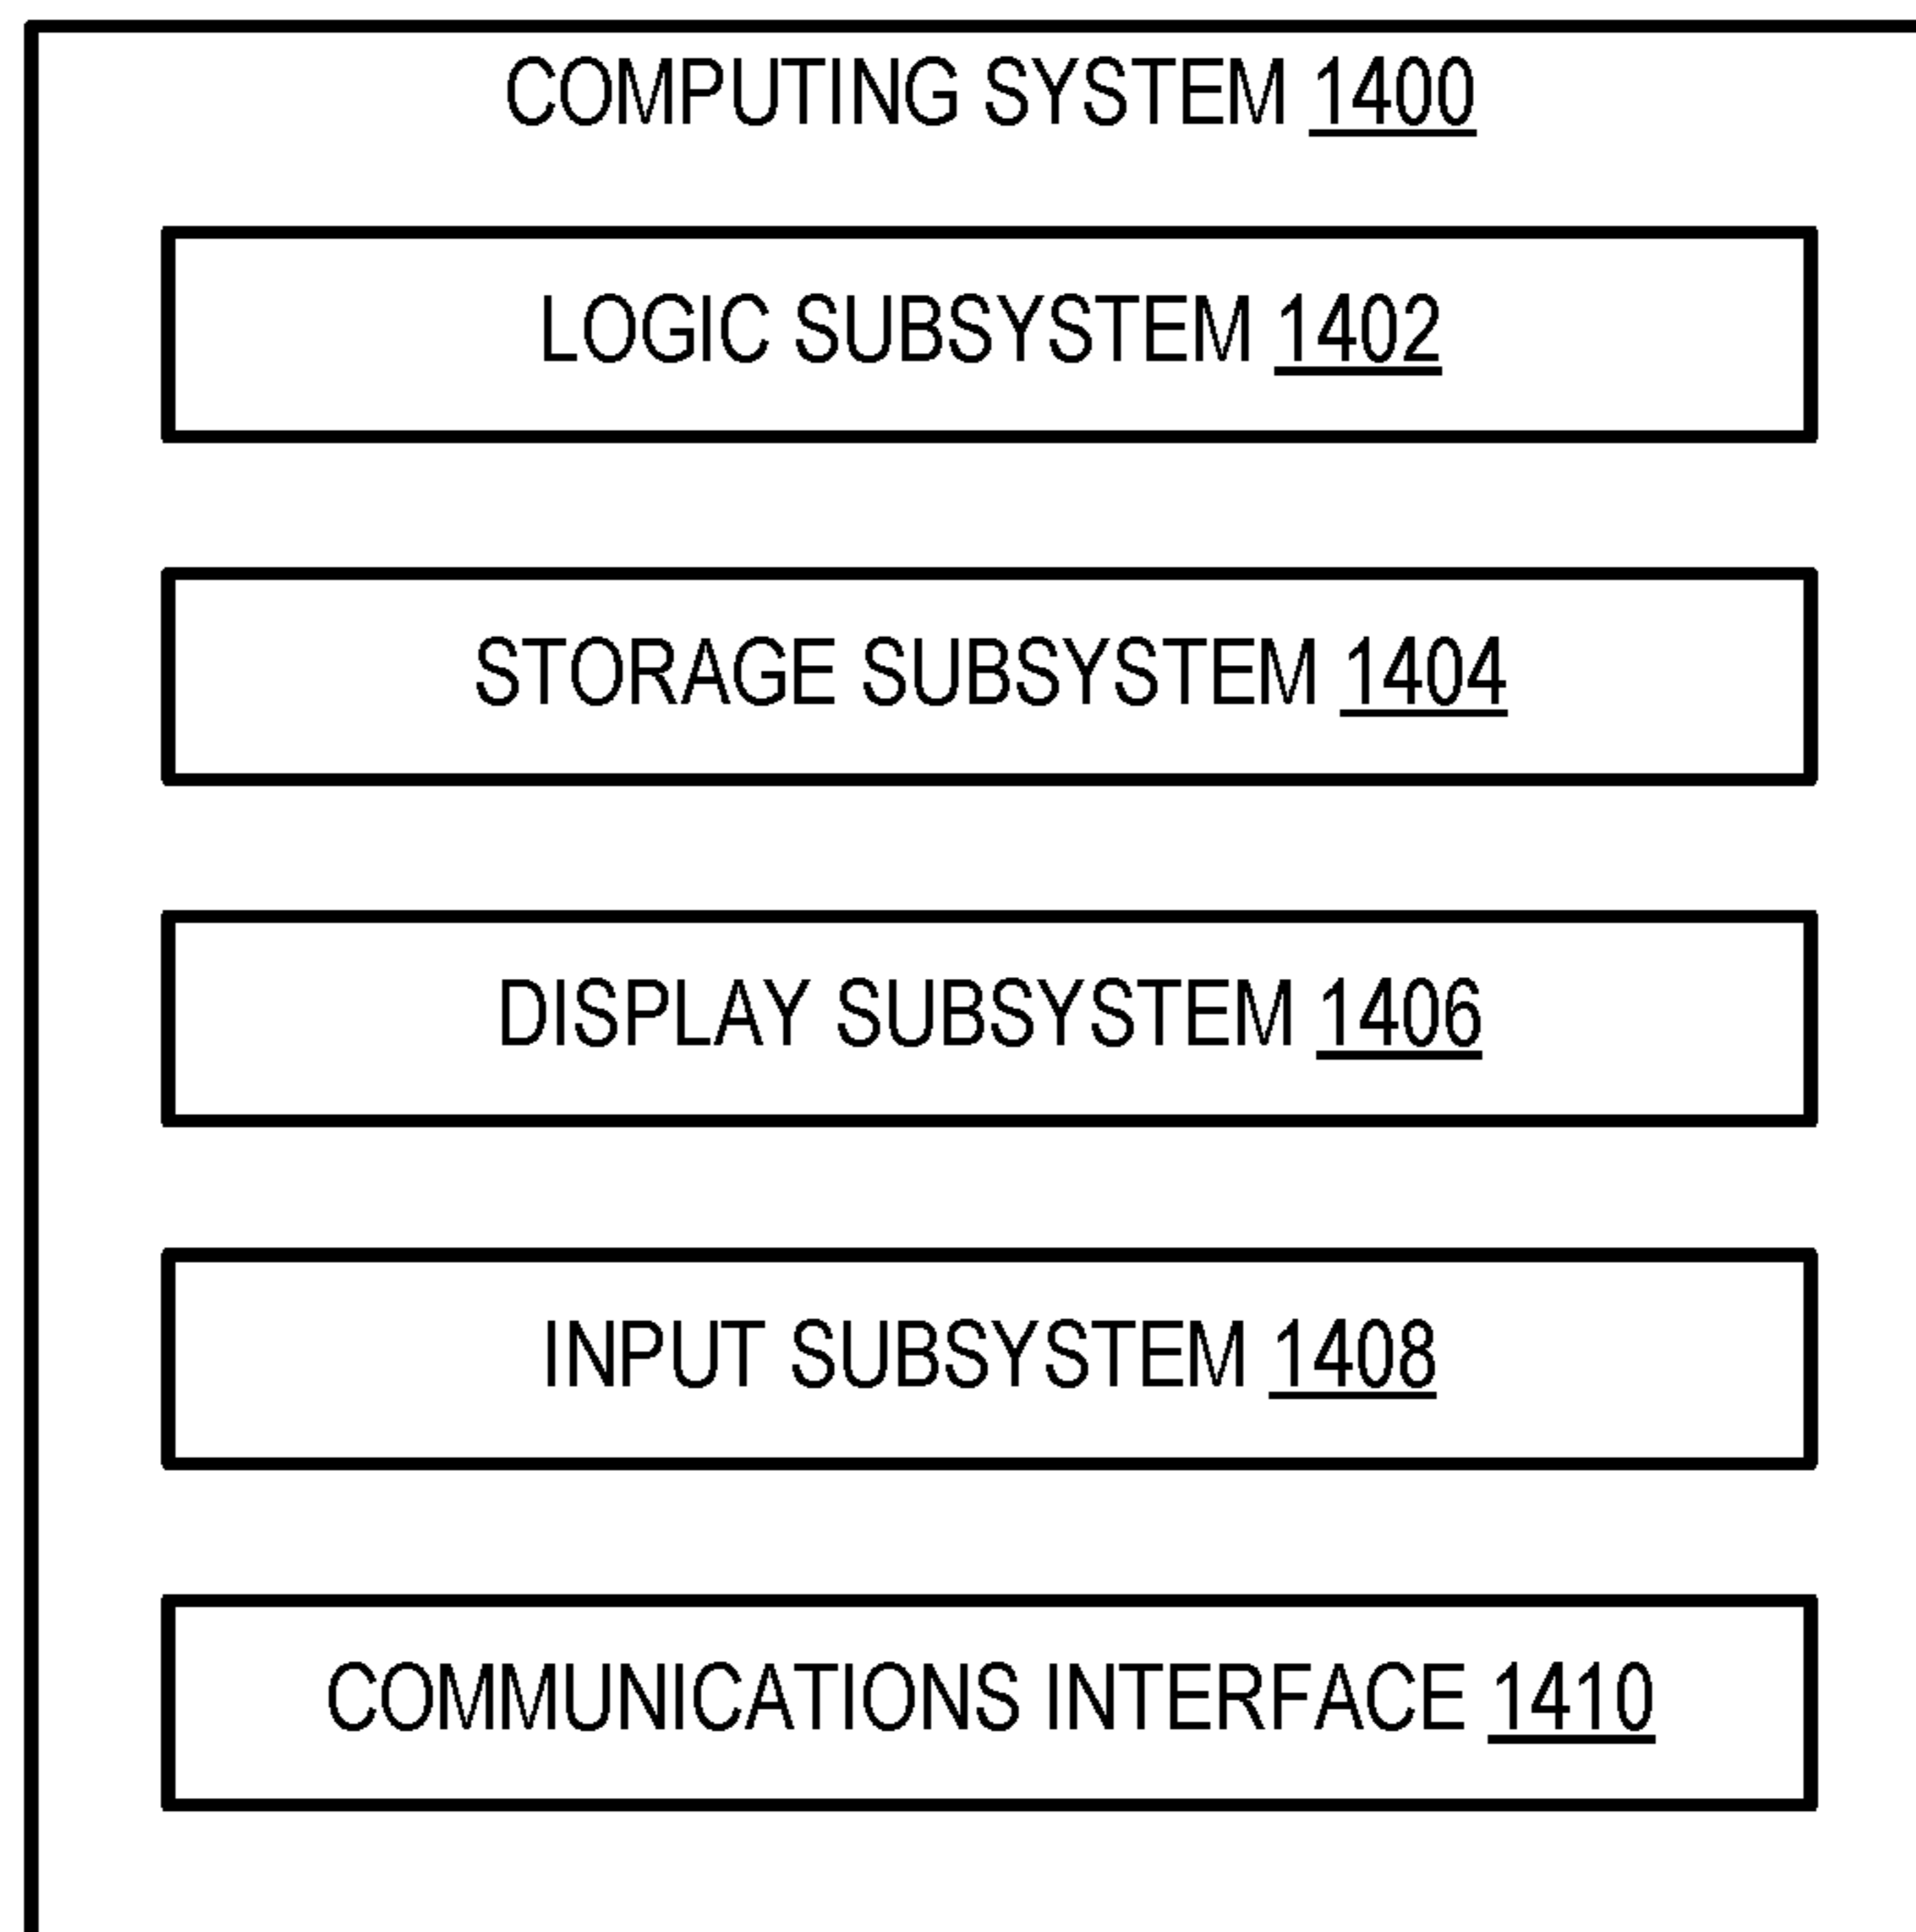 COMPUTING SYSTEM 1400
LOGIC SUBSYSTEM 1402
STORAGE SUBSYSTEM 1404
DISPLAY SUBSYSTEM 1406
INPUT SUBSYSTEM 1408
COMMUNICATIONS INTERFACE 1410